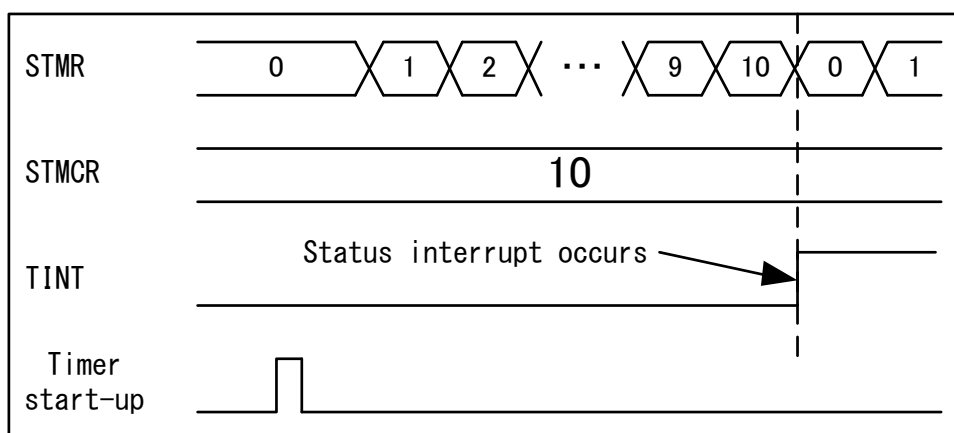 STMR 0 1 2 ··· 9 10 0 1
STMCR 10
Status interrupt occurs
TINT
Timer
start-up